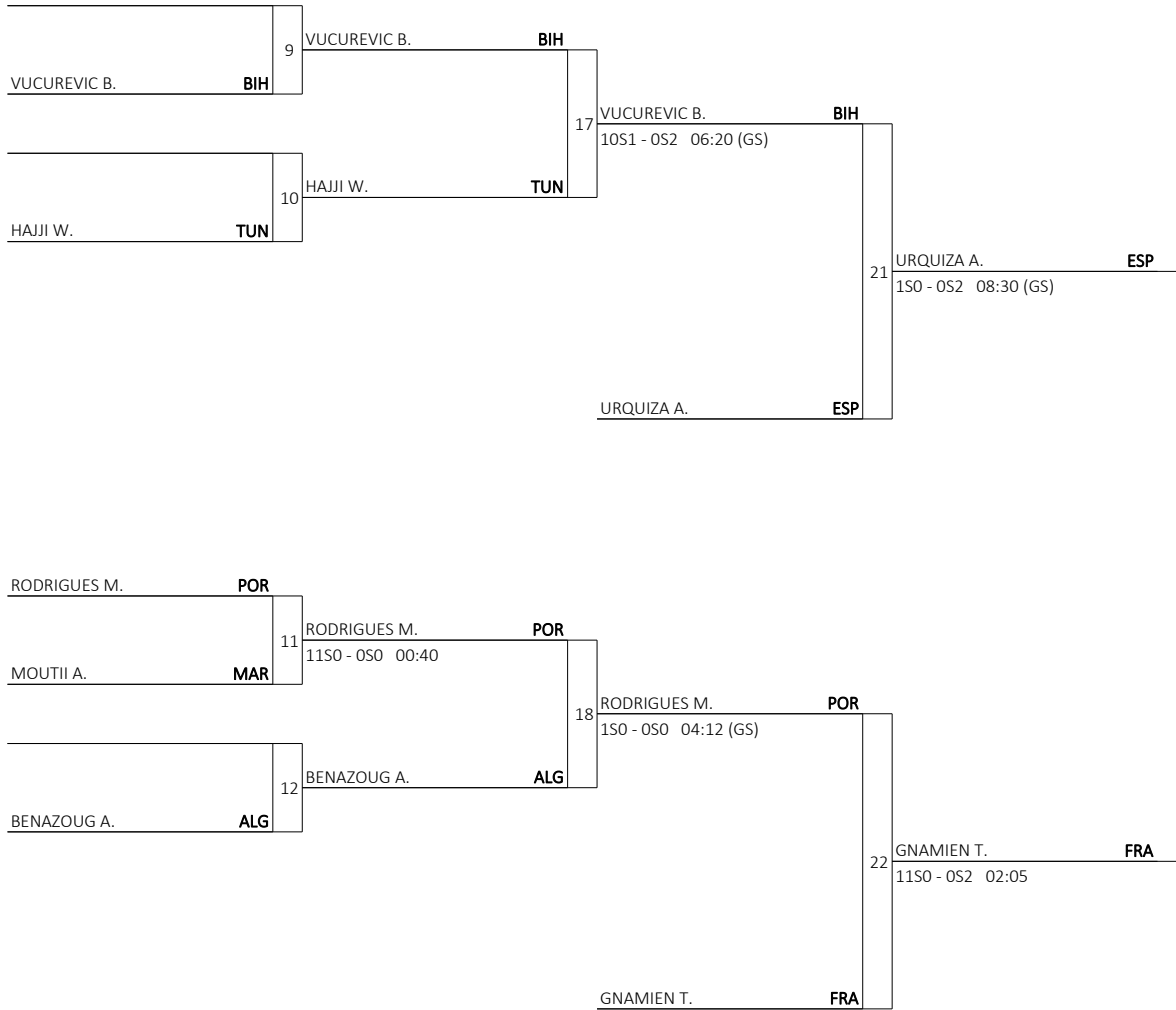 VUCUREVIC B. BIH
9
VUCUREVIC B. BIH
VUCUREVIC B. BIH
17
10S1 - 0S2 06:20 (GS)
HAJJI W. TUN
10
HAJJI W. TUN
URQUIZA A. ESP
21
1S0 - 0S2 08:30 (GS)
URQUIZA A. ESP
RODRIGUES M. POR
RODRIGUES M. POR
11
11S0 - 0S0 00:40
MOUTII A. MAR
RODRIGUES M. POR
18
1S0 - 0S0 04:12 (GS)
BENAZOUG A. ALG
12
BENAZOUG A. ALG
GNAMIEN T. FRA
22
11S0 - 0S2 02:05
GNAMIEN T. FRA